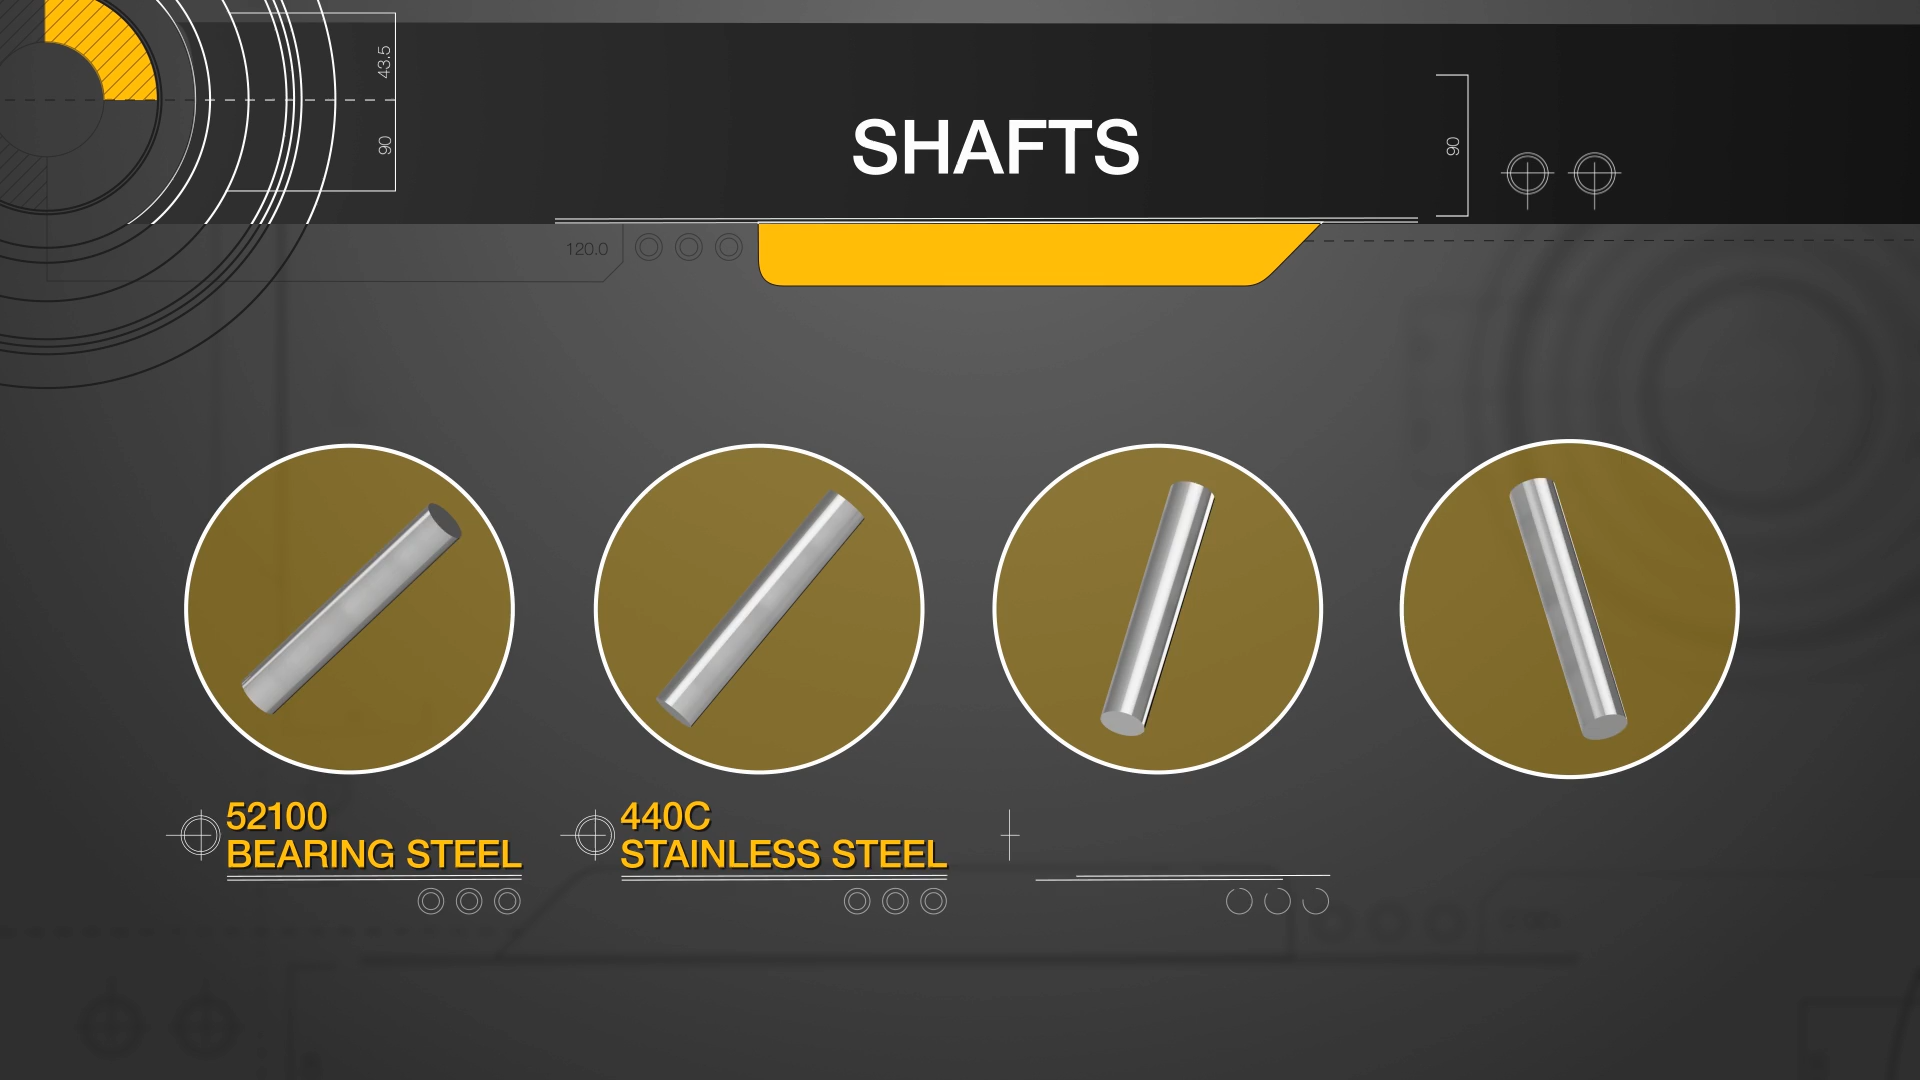 43.5
90
SHAFTS
90
120.0
52100
BEARING STEEL
440C
STAINLESS STEEL